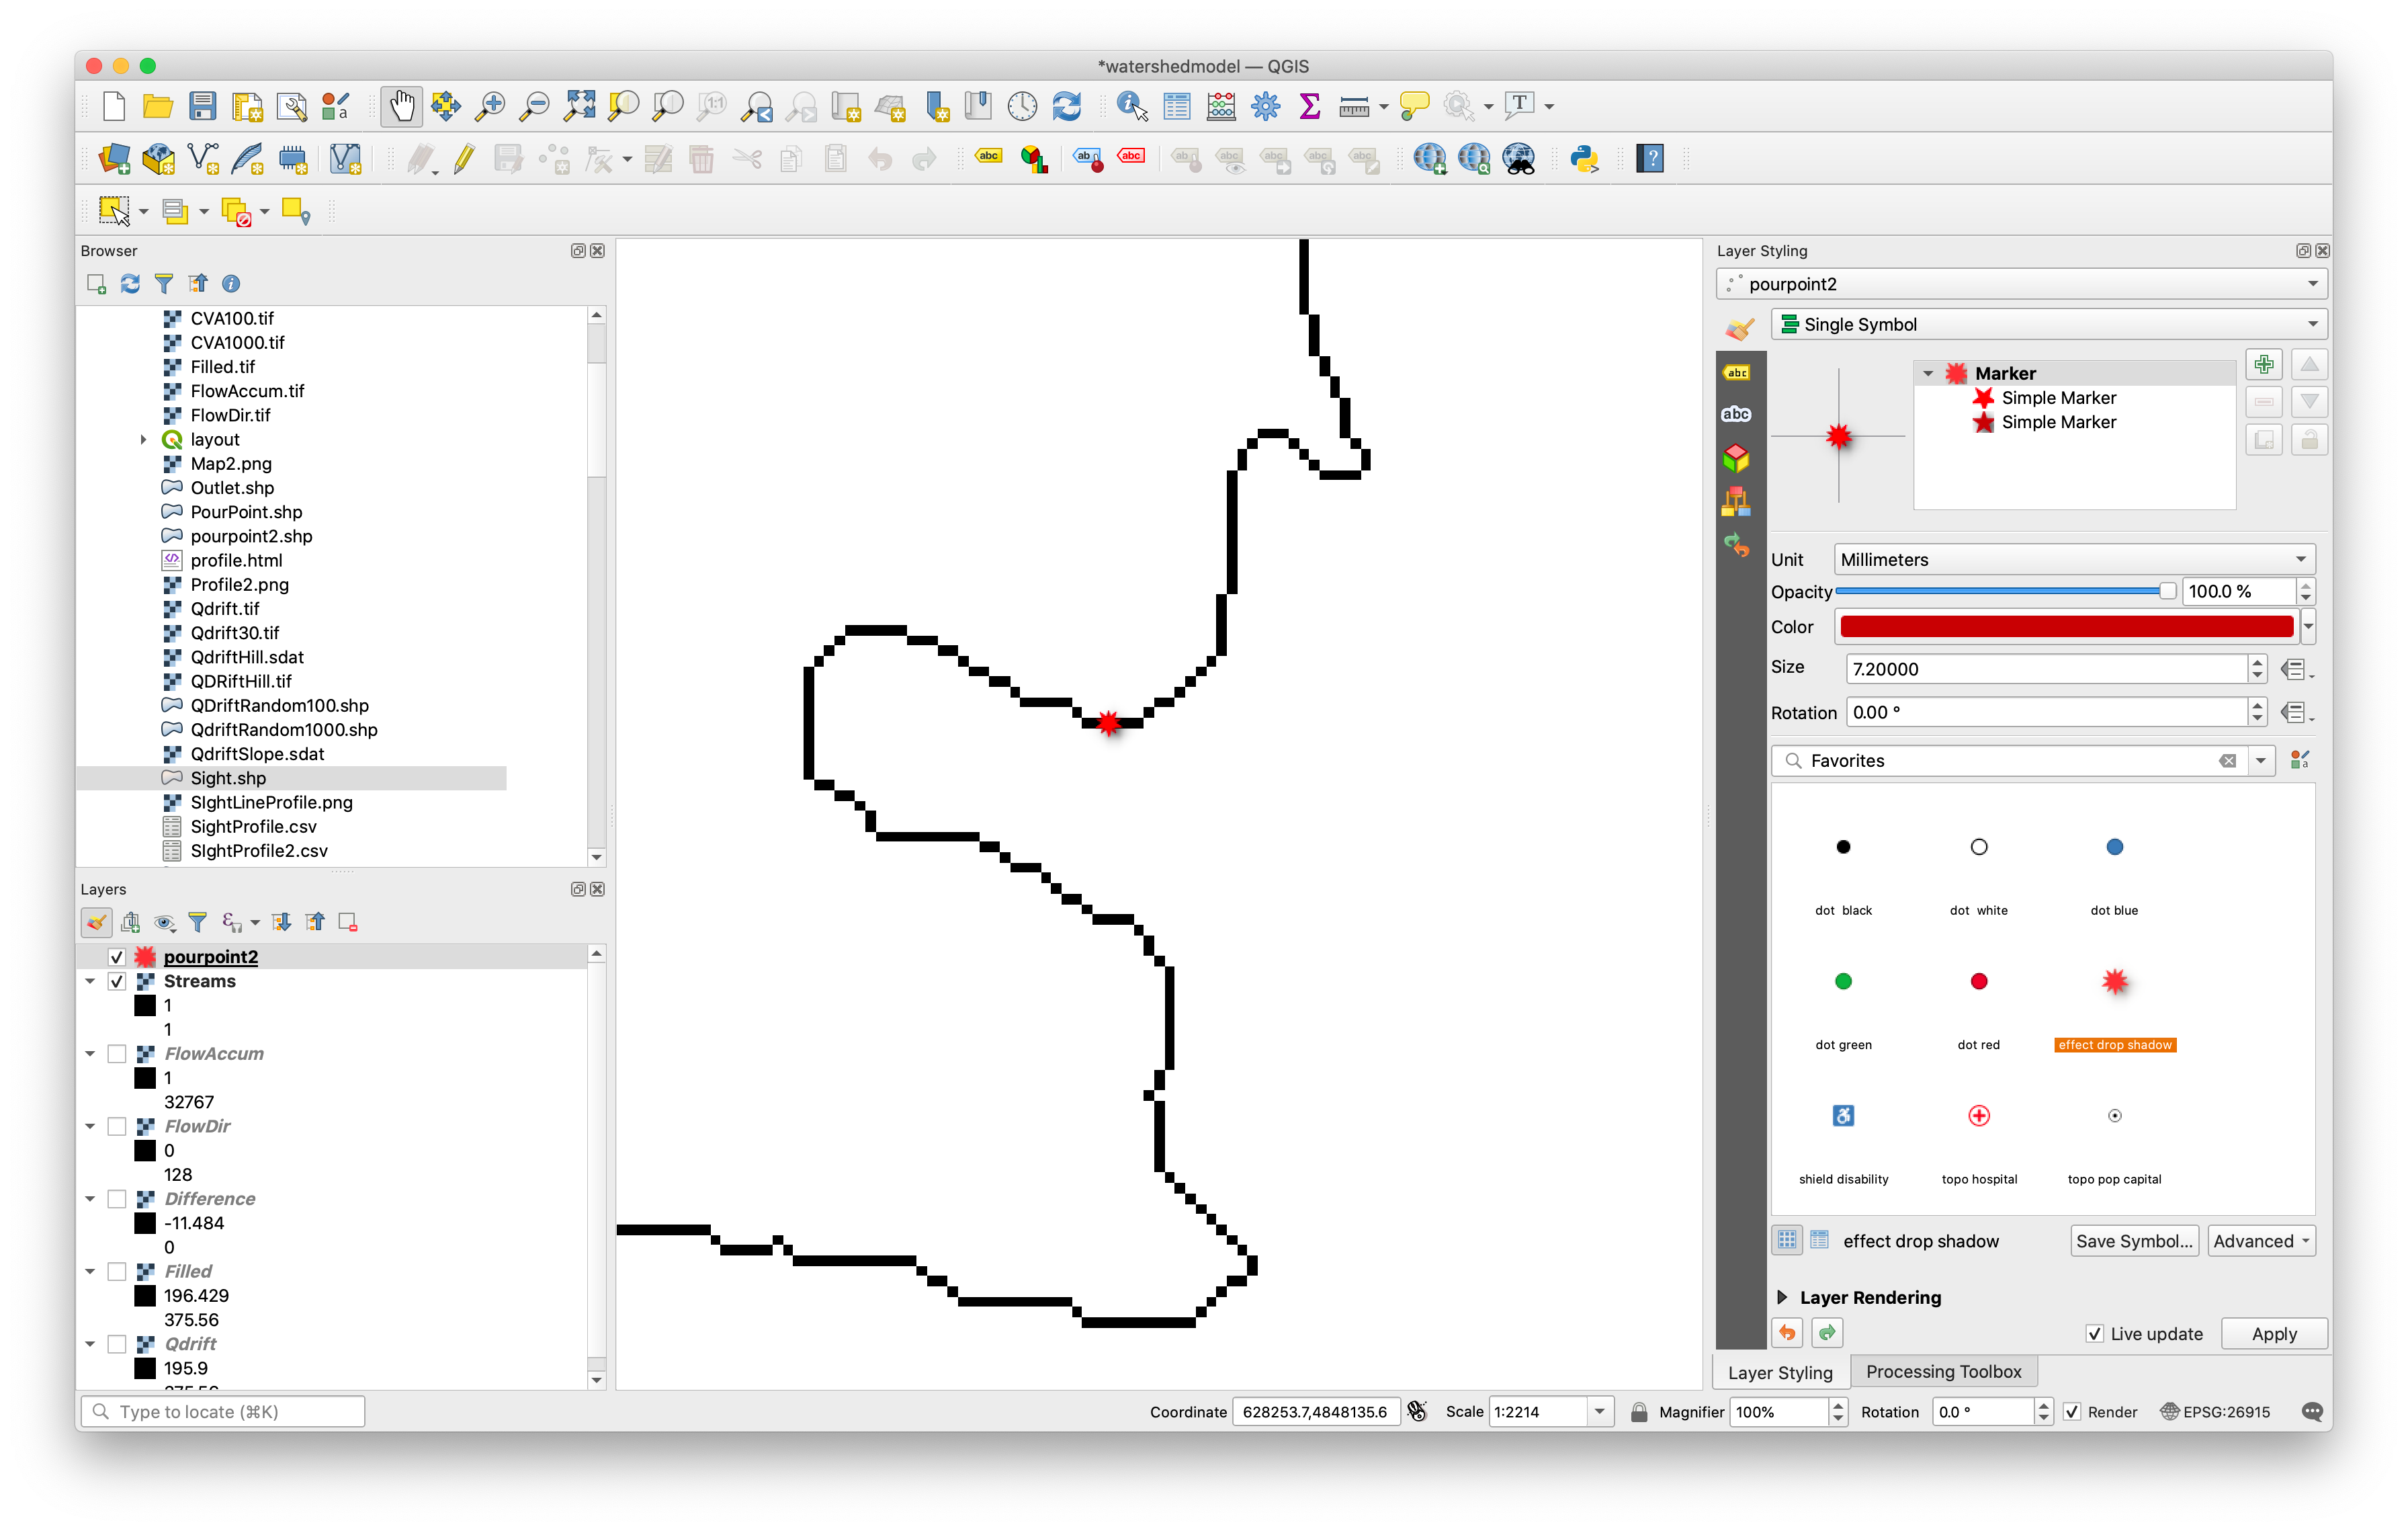 *watershedmodel — QGIS
Browser
CVA100.tif
CVA1000.tif
Filled.tif
FlowAccum.tif
FlowDir.tif
layout
Map2.png
Outlet.shp
PourPoint.shp
pourpoint2.shp
profile.html
Profile2.png
Qdrift.tif
Qdrift30.tif
QdriftHill.sdat
QDRiftHill.tif
QDriftRandom100.shp
QdriftRandom1000.shp
QdriftSlope.sdat
Sight.shp
SIghtLineProfile.png
SightProfile.csv
SIghtProfile2.csv
Layers
pourpoint2
Streams
1
1
FlowAccum
1
32767
FlowDir
0
128
Difference
-11.484
0
Filled
196.429
375.56
Qdrift
195.9
Type to locate (⌘K)
Layer Styling
pourpoint2
Single Symbol
abc
abc
Marker
Simple Marker
Simple Marker
Unit Millimeters
Opacity 100.0 %
Color
Size 7.20000
Rotation 0.00 °
Favorites
dot  black dot  white dot blue
dot green dot red effect drop shadow
shield disability topo hospital topo pop capital
effect drop shadow Save Symbol... Advanced
Layer Rendering
Live update Apply
Layer Styling Processing Toolbox
Coordinate 628253.7,4848135.6 Scale 1:2214 Magnifier 100% Rotation 0.0 ° Render EPSG:26915